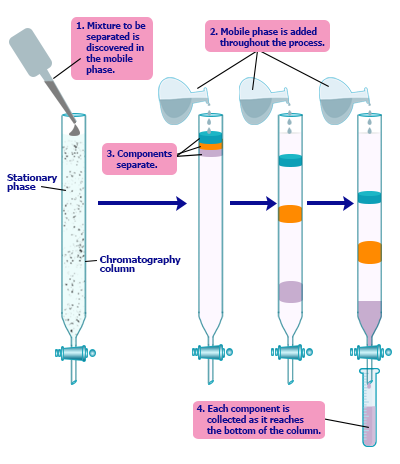 1. Mixture to be
separated is
discovered in
the mobile
phase.
2. Mobile phase is added
throughout the process.
3. Components
separate.
Stationary
phase
Chromatography
column
4. Each component is
collected as it reaches
the bottom of the column.